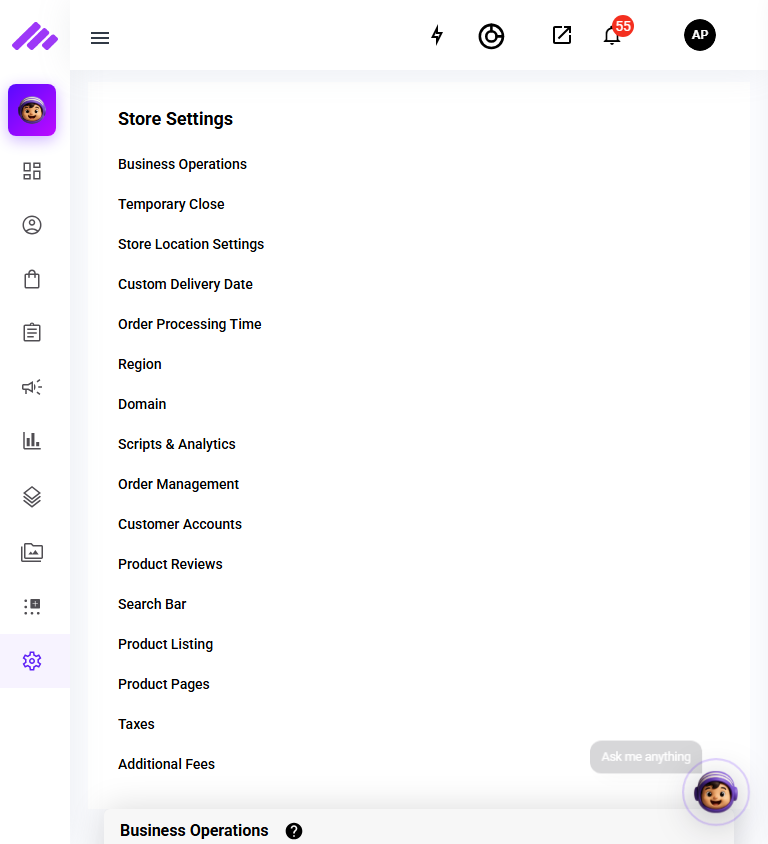 55
AP
Store Settings
Business Operations
Temporary Close
Store Location Settings
Custom Delivery Date
Order Processing Time
Region
Domain
Scripts & Analytics
Order Management
Customer Accounts
Product Reviews
Search Bar
Product Listing
Product Pages
Taxes
Additional Fees
Ask me anything
Business Operations ?